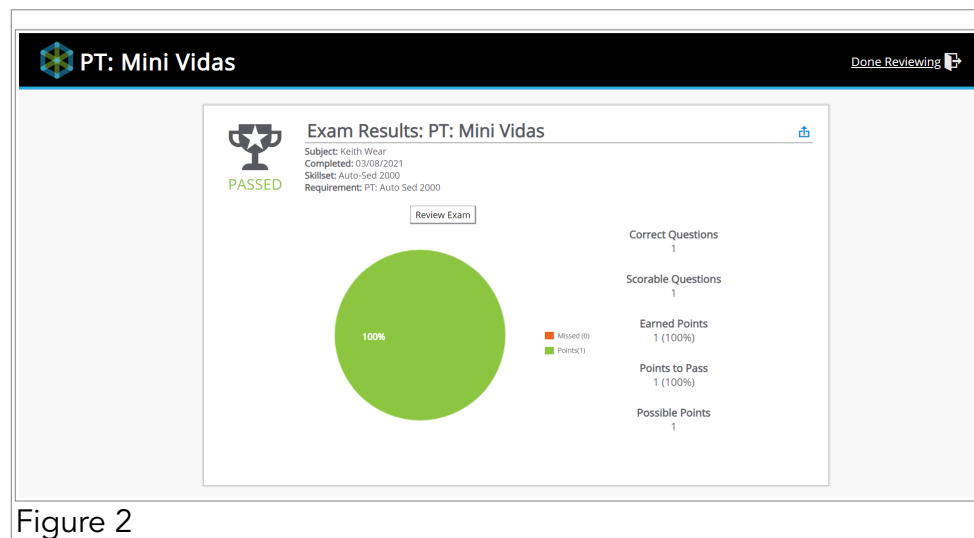 PT: Mini Vidas
Done Reviewing
Exam Results: PT: Mini Vidas
Subject: Keith Wear
Completed: 03/08/2021
Skillset: Auto-Sed 2000
Requirement: PT: Auto Sed 2000
PASSED
Review Exam
100%
Missed (0)
Points(1)
Correct Questions
1
Scorable Questions
1
Earned Points
1 (100%)
Points to Pass
1 (100%)
Possible Points
1
Figure 2